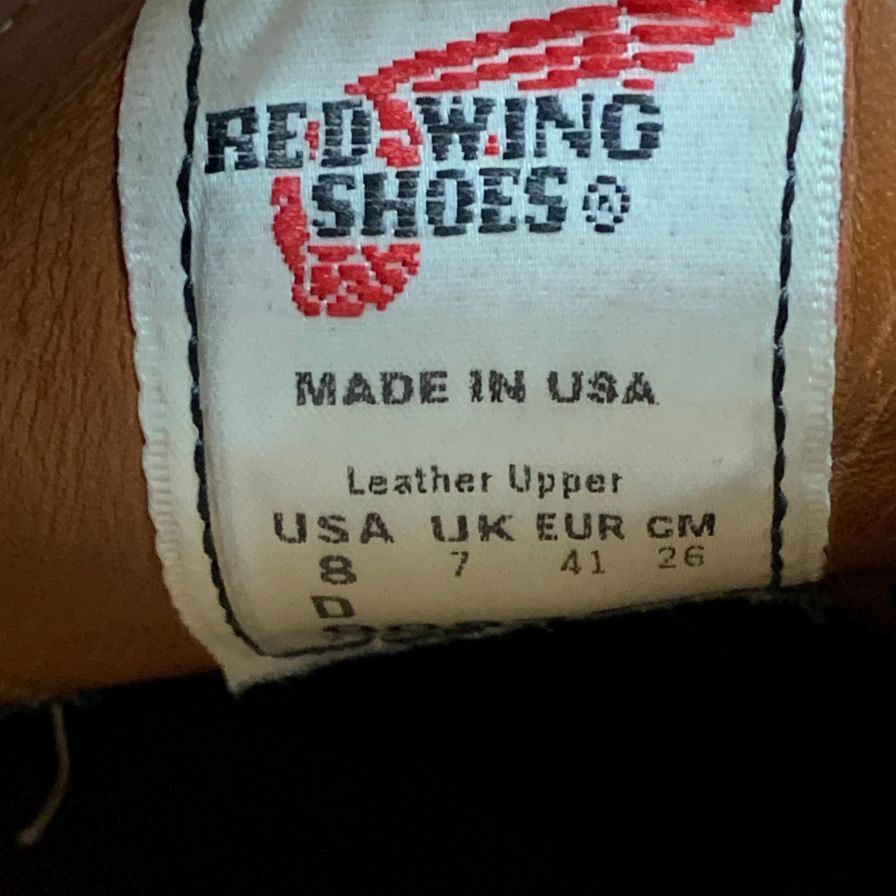 RED WING
SHOES®
MADE IN USA
Leather Upper
USA UK EUR CM
8 7 41 26
D